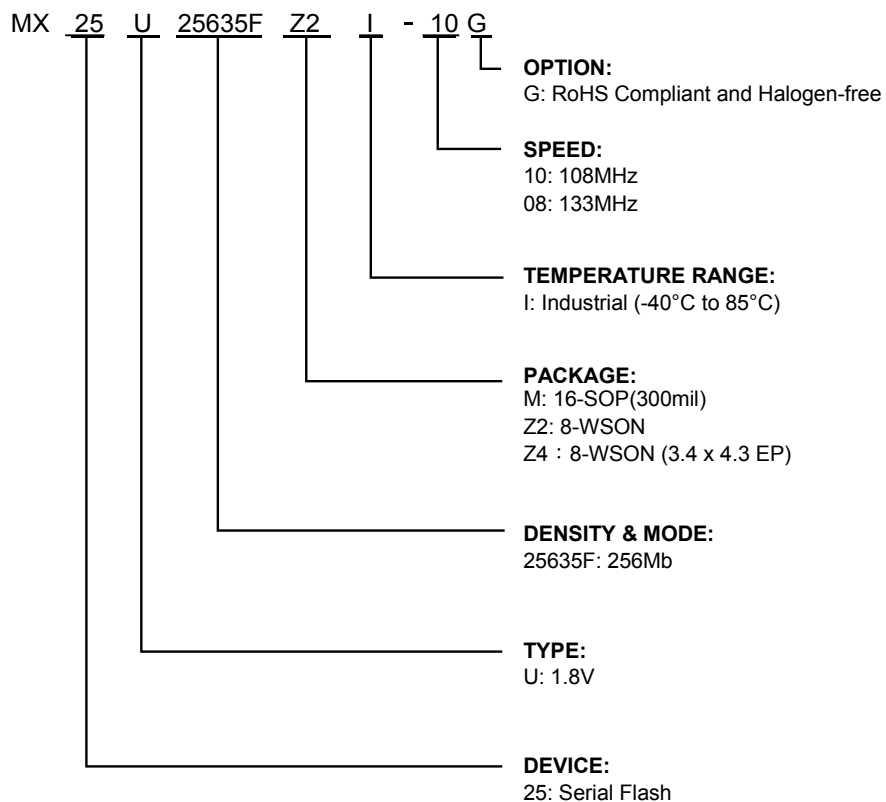 MX 25 U 25635F Z2 I - 10 G
OPTION:
G: RoHS Compliant and Halogen-free
SPEED:
10: 108MHz
08: 133MHz
TEMPERATURE RANGE:
I: Industrial (-40°C to 85°C)
PACKAGE:
M: 16-SOP(300mil)
Z2: 8-WSON
Z4：8-WSON (3.4 x 4.3 EP)
DENSITY & MODE:
25635F: 256Mb
TYPE:
U: 1.8V
DEVICE:
25: Serial Flash